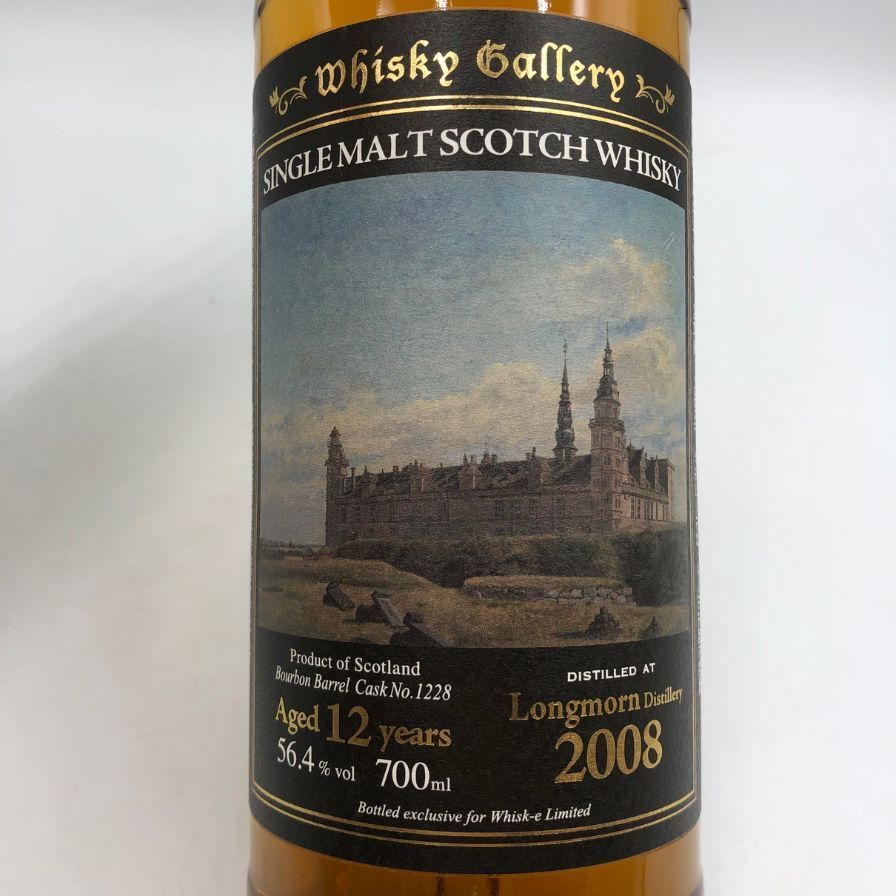 Whisky Gallery
SINGLE MALT SCOTCH WHISKY
Product of Scotland
Bourbon Barrel Cask No.1228
Aged 12 years
56.4 % vol 700ml
DISTILLED AT
Longmorn Distillery
2008
Bottled exclusive for Whisk-e Limited